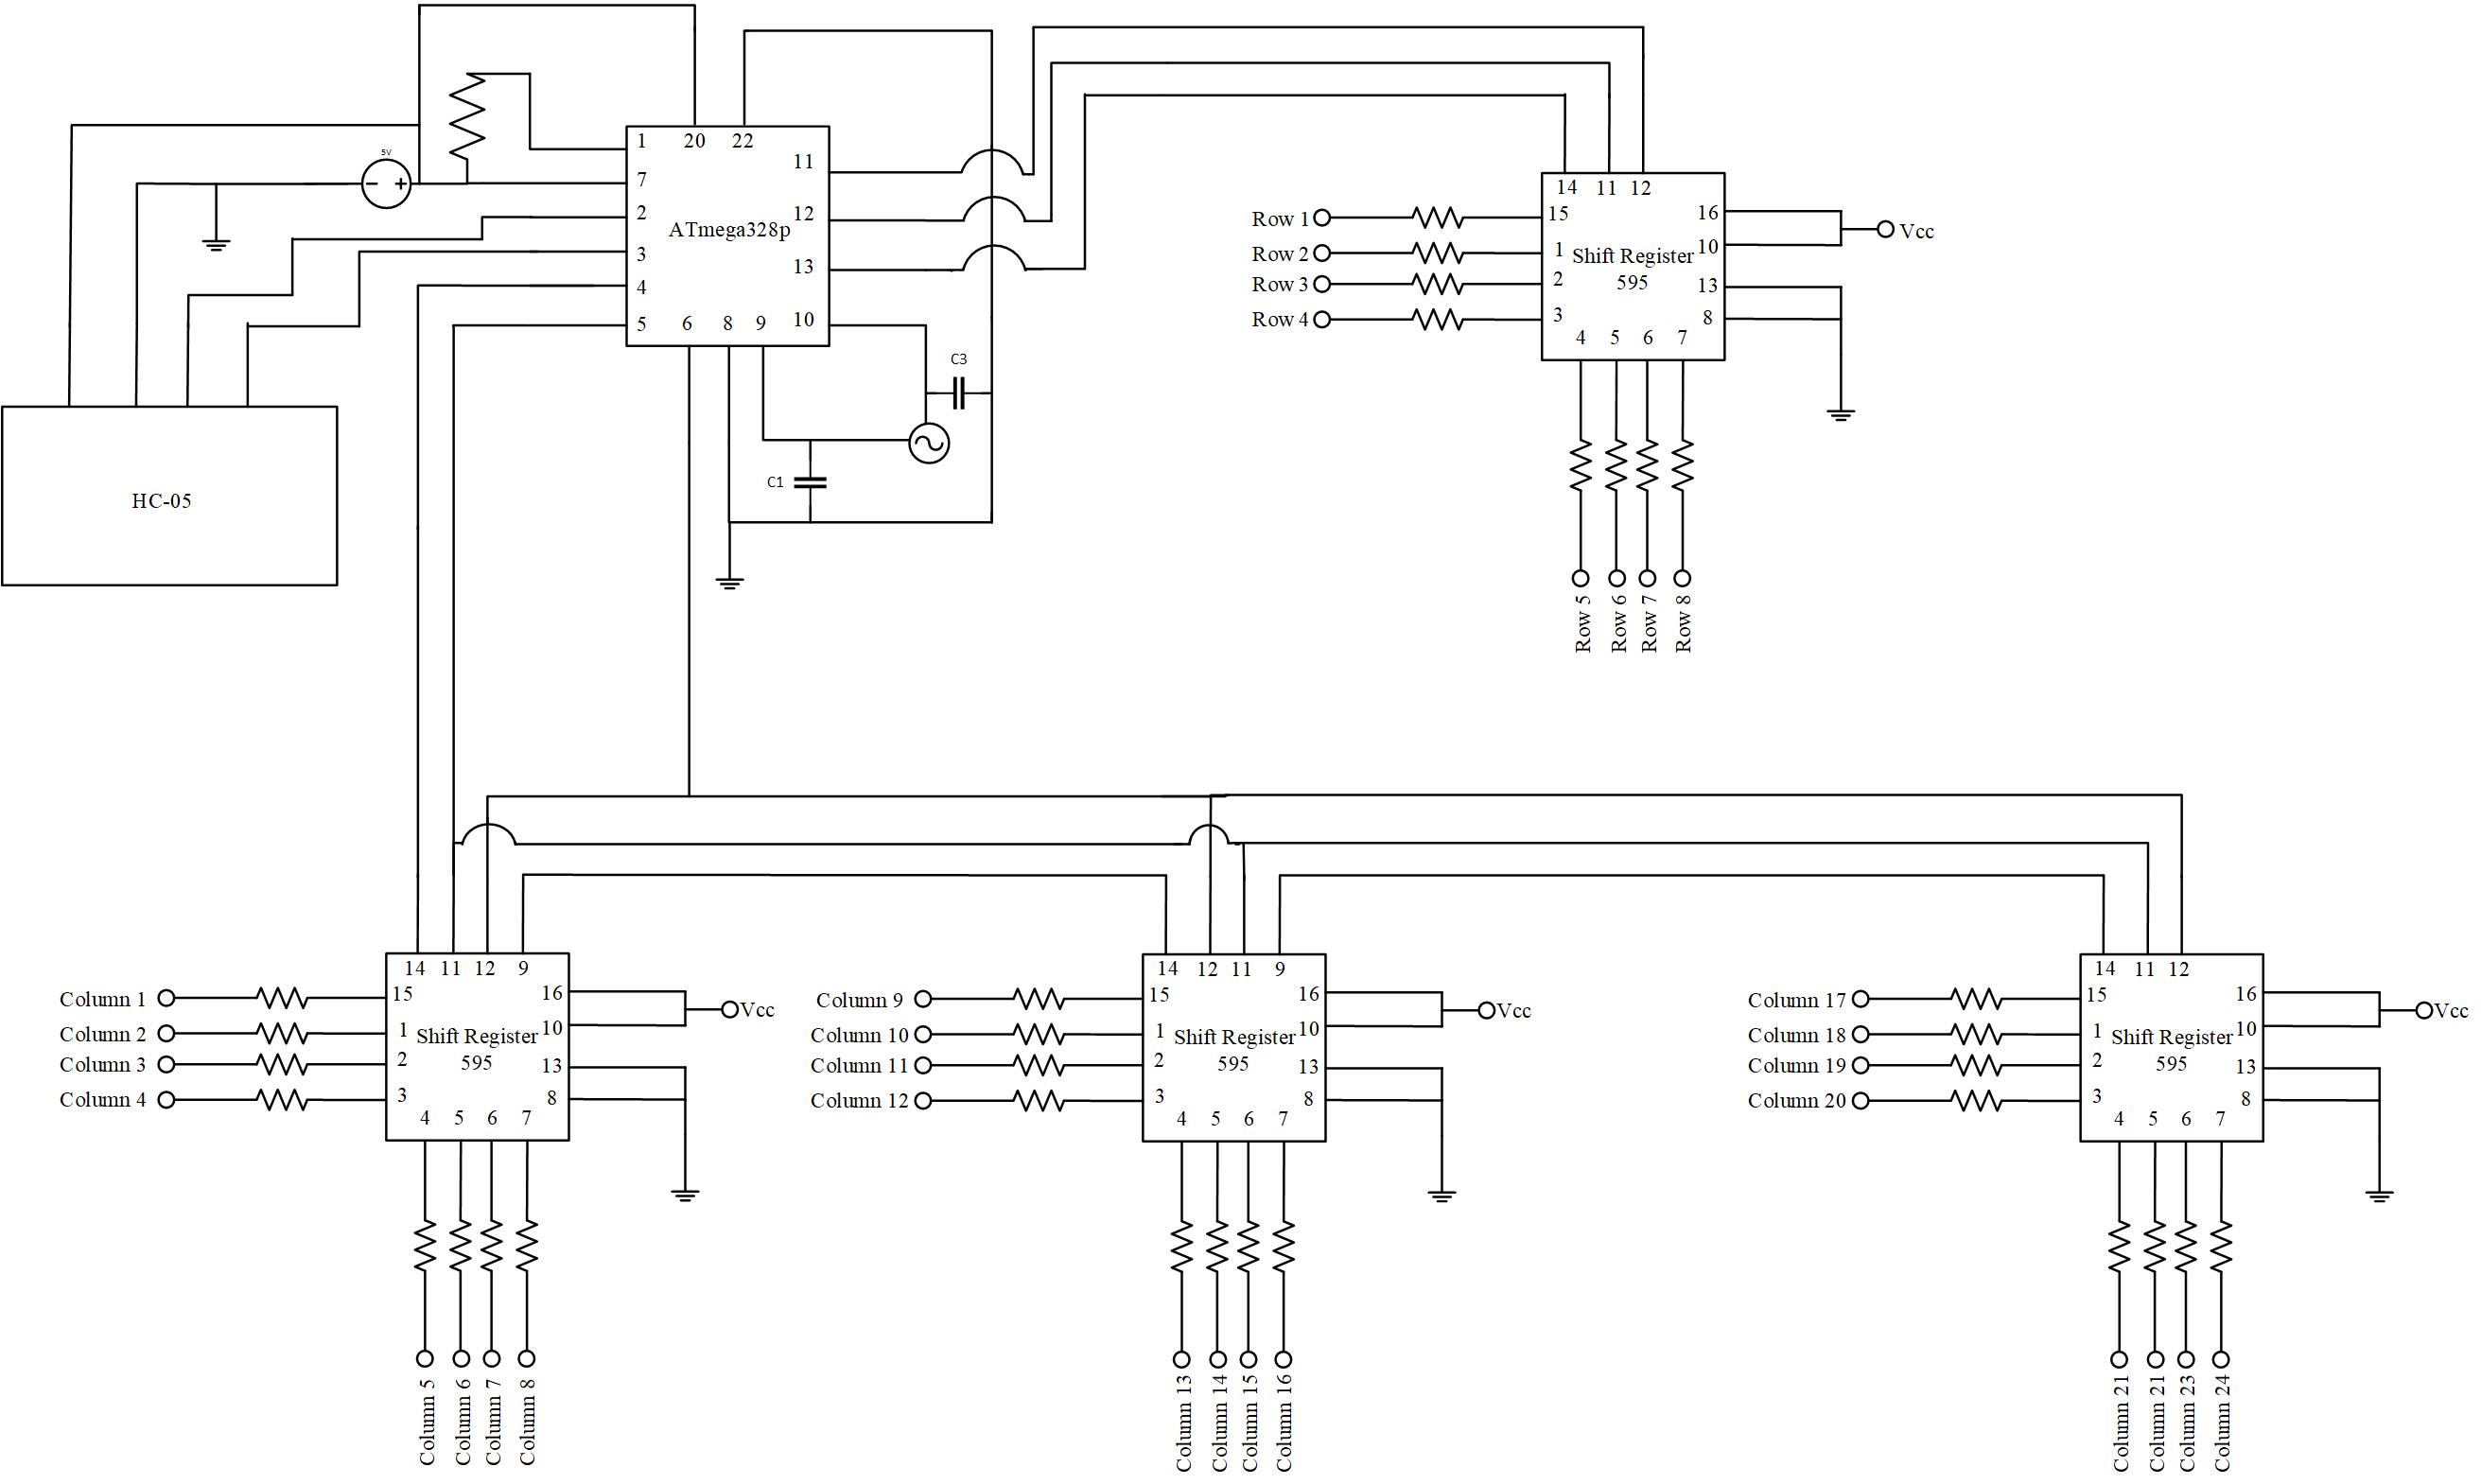 5V
1 20 22
11
7
2
12
ATmega328p
3
13
4
5 6 8 9 10
C3
C1
HC-05
14 11 12
Row 1 15 16
Vcc
Row 2 1 Shift Register 10
Row 3 2 595 13
Row 4 3 8
4 5 6 7
Row 5
Row 6
Row 7
Row 8
14 11 12 9
Column 1 15 16
Vcc
Column 2 1 Shift Register 10
Column 3 2 595 13
Column 4 3 8
4 5 6 7
Column 5
Column 6
Column 7
Column 8
14 12 11 9
Column 9 15 16
Vcc
Column 10 1 Shift Register 10
Column 11 2 595 13
Column 12 3 8
4 5 6 7
Column 13
Column 14
Column 15
Column 16
14 11 12
Column 17 15 16
Vcc
Column 18 1 Shift Register 10
Column 19 2 595 13
Column 20 3 8
4 5 6 7
Column 21
Column 21
Column 23
Column 24